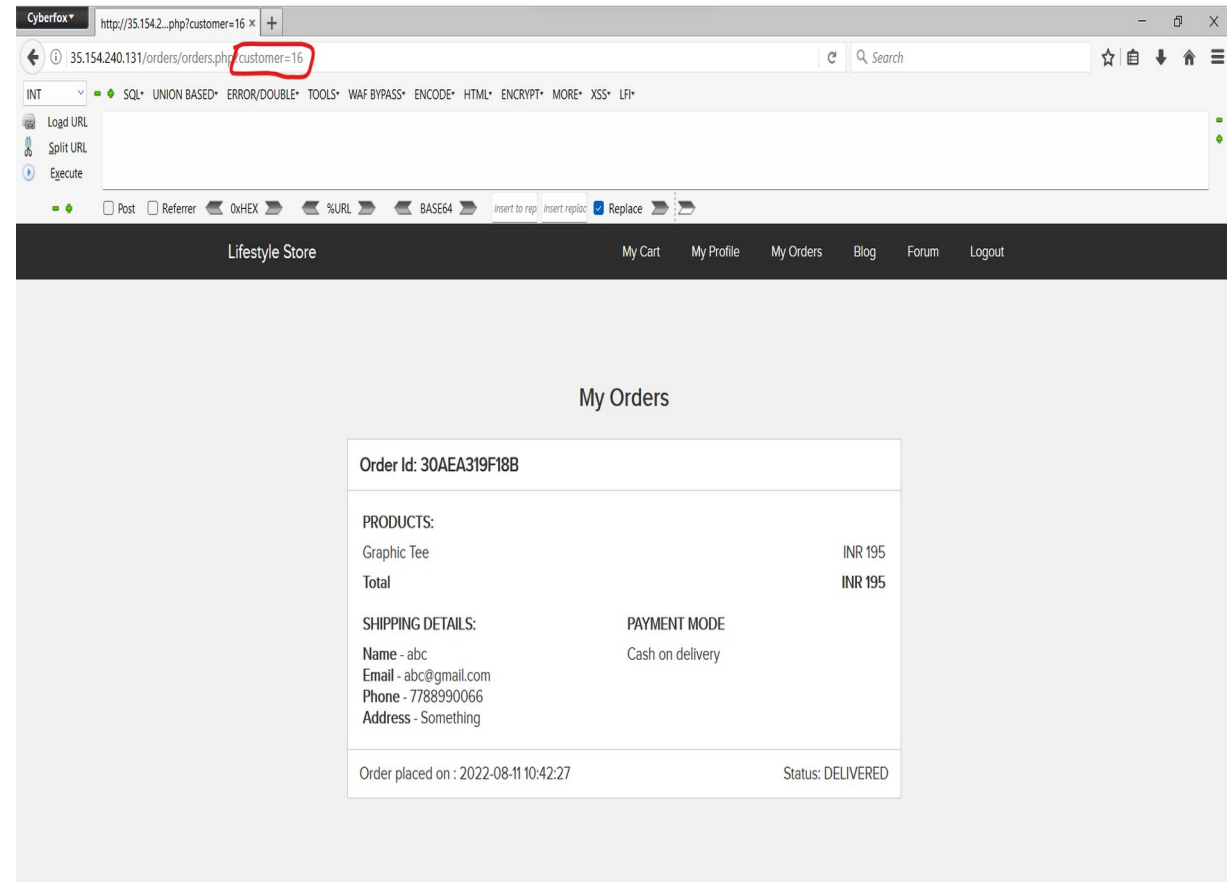 Cyberfox
http://35.154.2...php?customer=16 × +
35.154.240.131/orders/orders.php?customer=16 Search
INT SQL UNION BASED ERROR/DOUBLE TOOLS WAF BYPASS ENCODE HTML ENCRYPT MORE XSS LFI
Load URL
Split URL
Execute
Post Referrer 0xHEX %URL BASE64 Insert to rep Insert replac Replace
Lifestyle Store My Cart My Profile My Orders Blog Forum Logout
My Orders
Order Id: 30AEA319F18B
PRODUCTS:
Graphic Tee INR 195
Total INR 195
SHIPPING DETAILS: PAYMENT MODE
Name - abc Cash on delivery
Email - abc@gmail.com
Phone - 7788990066
Address - Something
Order placed on : 2022-08-11 10:42:27 Status: DELIVERED